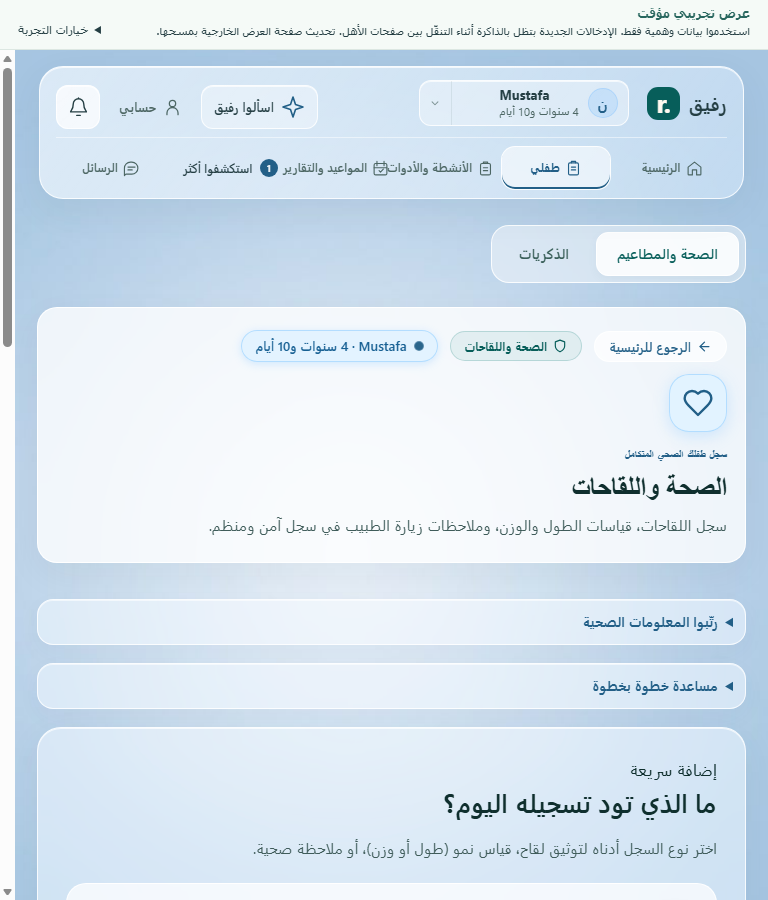 عرض تجريبي مؤقت
استخدموا بيانات وهمية فقط. الإدخالات الجديدة بتظل بالذاكرة أثناء التنقّل بين صفحات الأهل. تحديث صفحة العرض الخارجية بمسحها.
خيارات التجربة
رفيق r.
ن Mustafa
4 سنوات و10 أيام
اسألوا رفيق
حسابي
الرئيسية
طفلي
الأنشطة والأدوات
المواعيد والتقارير
1 استكشفوا أكثر
الرسائل
الصحة والمطاعيم
الذكريات
الرجوع للرئيسية
الصحة واللقاحات
Mustafa · 4 سنوات و10 أيام
سجل طفلك الصحي المتكامل
الصحة واللقاحات
سجل اللقاحات، قياسات الطول والوزن، وملاحظات زيارة الطبيب في سجل آمن ومنظم.
رتّبوا المعلومات الصحية
مساعدة خطوة بخطوة
إضافة سريعة
ما الذي تود تسجيله اليوم؟
اختر نوع السجل أدناه لتوثيق لقاح، قياس نمو (طول أو وزن)، أو ملاحظة صحية.